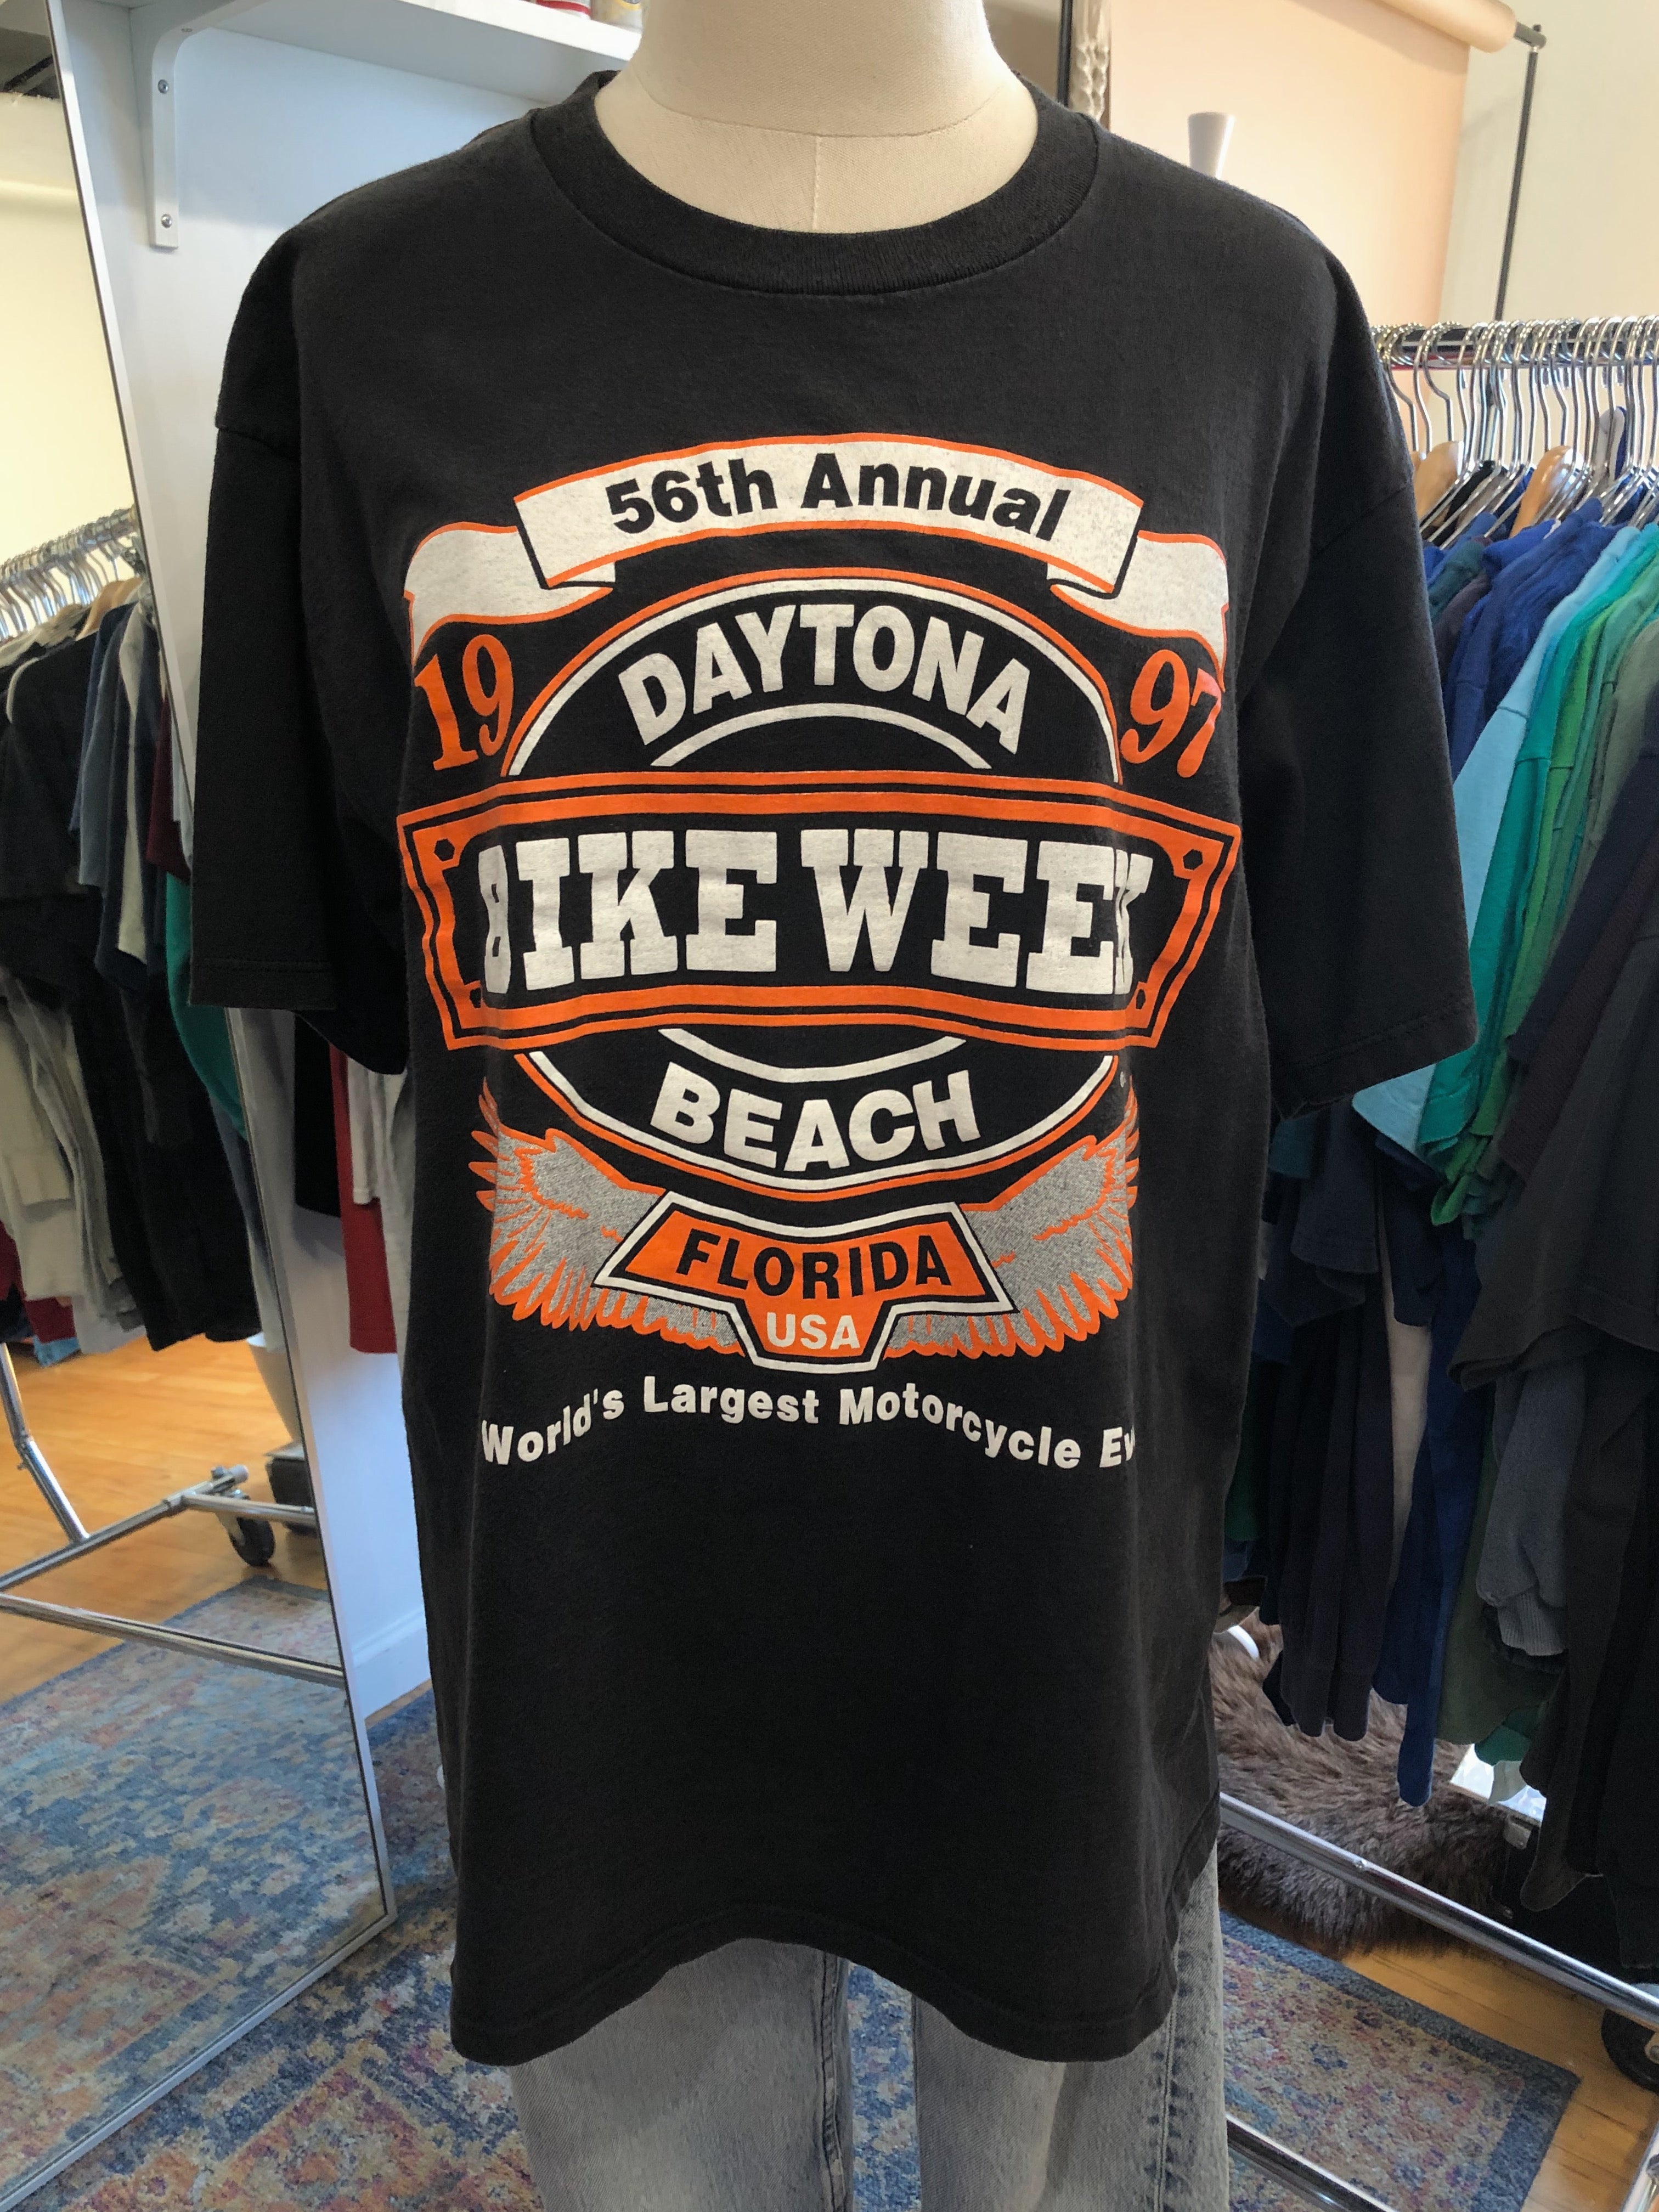 56th Annual
19 97
DAYTONA
BIKE WEEK
BEACH
FLORIDA
USA
World's Largest Motorcycle Ev